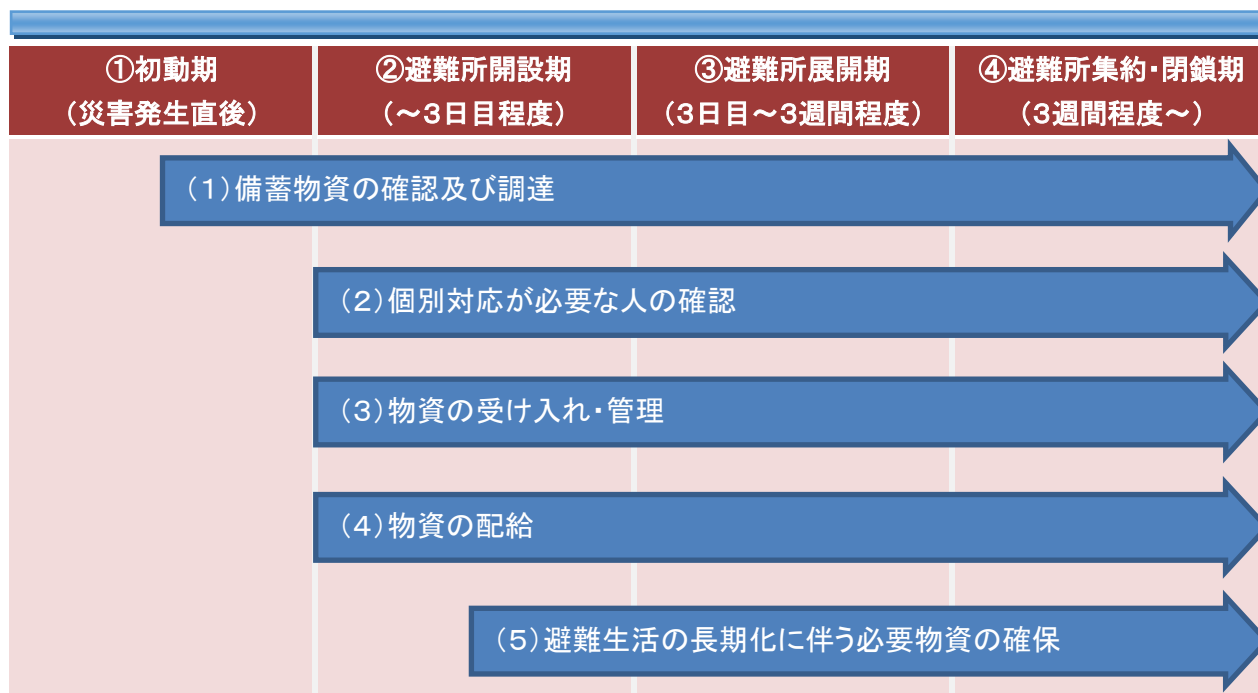 ①初動期
(災害発生直後)
②避難所開設期
(~3日目程度)
③避難所展開期
(3日目~3週間程度)
④避難所集約・閉鎖期
(3週間程度~)
(1)備蓄物資の確認及び調達
(2)個別対応が必要な人の確認
(3)物資の受け入れ・管理
(4)物資の配給
(5)避難生活の長期化に伴う必要物資の確保